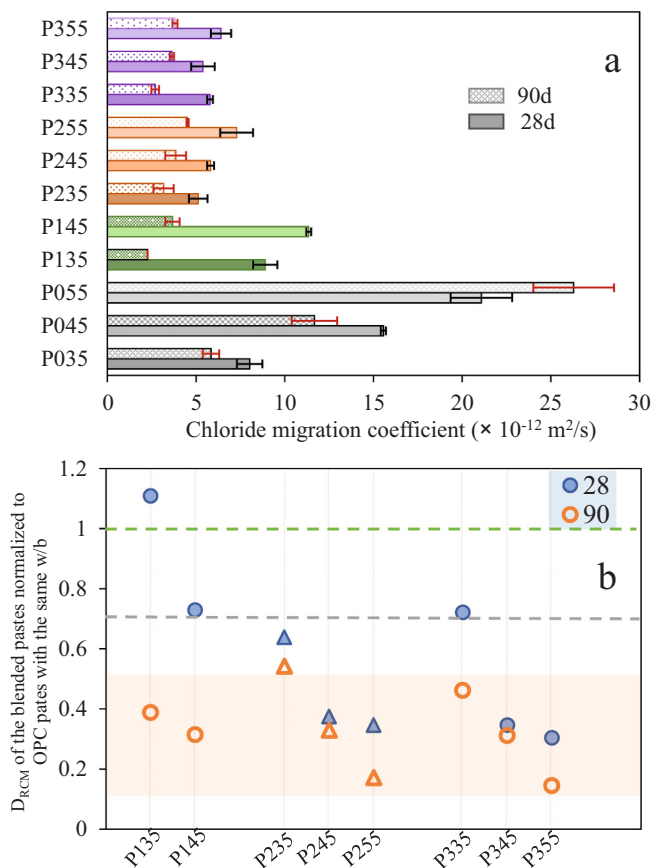 P355
P345
P335
P255
P245
P235
P145
P135
P055
P045
P035
a
90d
28d
0 5 10 15 20 25 30
Chloride migration coefficient (× 10⁻¹² m²/s)
D_RCM of the blended pastes normalized to
OPC pates with the same w/b
1.2
1
0.8
0.6
0.4
0.2
0
28
90
b
P135 P145 P235 P245 P255 P335 P345 P355